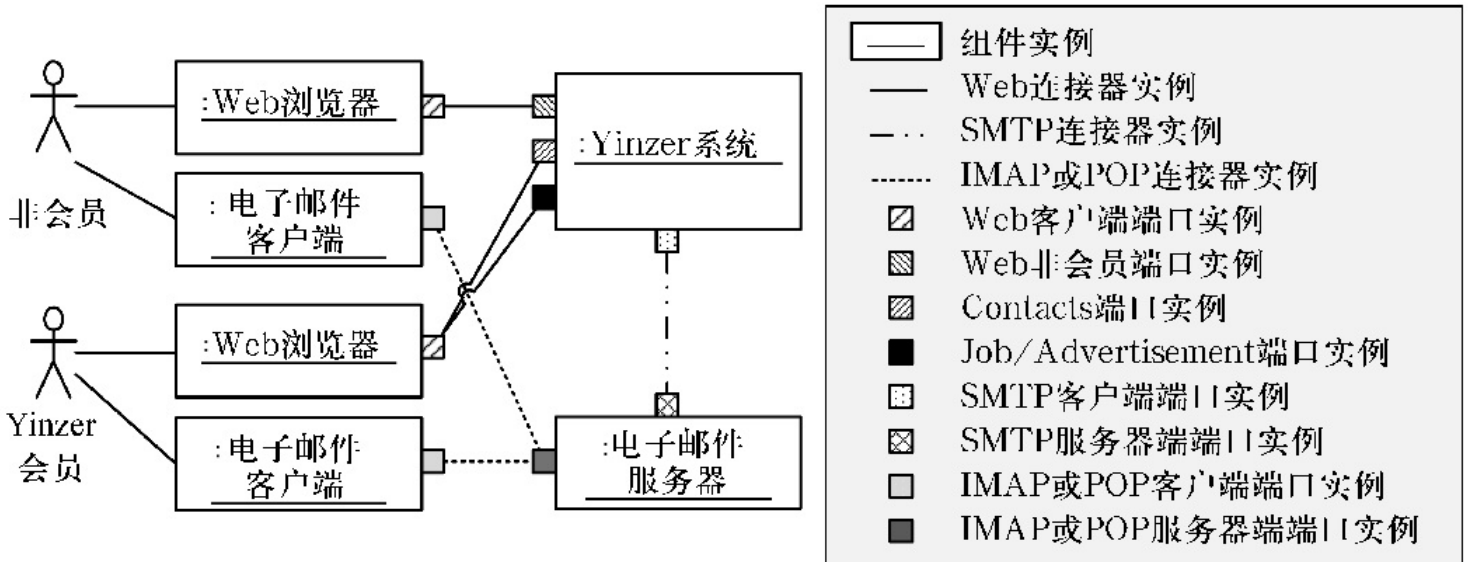 :Web浏览器
:Yinzer系统
非会员
:电子邮件
客户端
:Web浏览器
Yinzer
会员
:电子邮件
客户端
:电子邮件
服务器
组件实例
Web连接器实例
SMTP连接器实例
IMAP或POP连接器实例
Web客户端端口实例
Web非会员端口实例
Contacts端口实例
Job/Advertisement端口实例
SMTP客户端端口实例
SMTP服务器端端口实例
IMAP或POP客户端端口实例
IMAP或POP服务器端端口实例